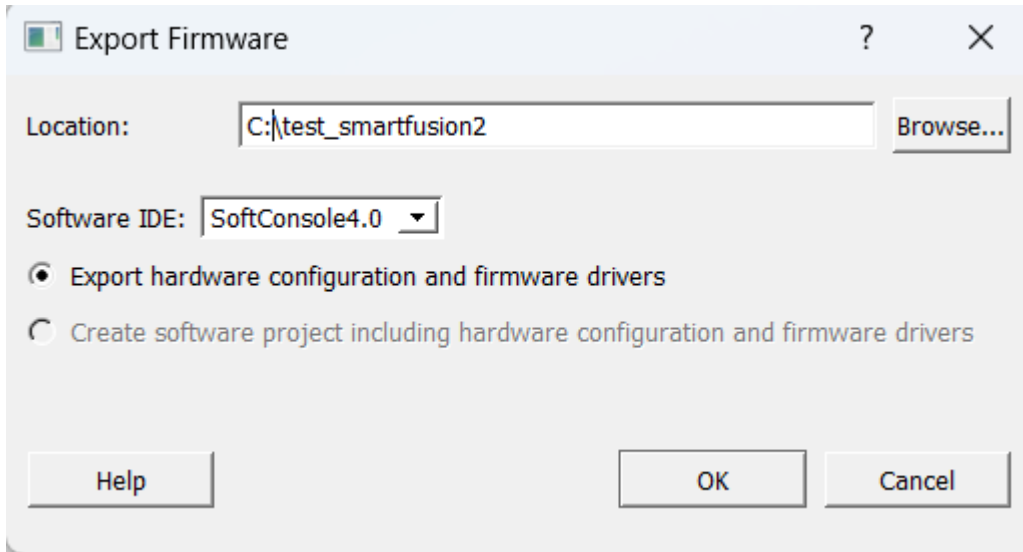 Export Firmware ? ✕
Location: C:\test_smartfusion2 Browse...
Software IDE: SoftConsole4.0
Export hardware configuration and firmware drivers
Create software project including hardware configuration and firmware drivers
Help OK Cancel